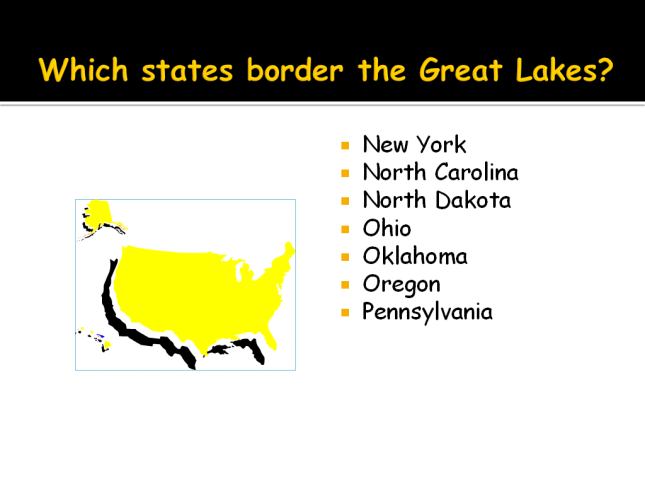 Which states border the Great Lakes?
New York
North Carolina
North Dakota
Ohio
Oklahoma
Oregon
Pennsylvania